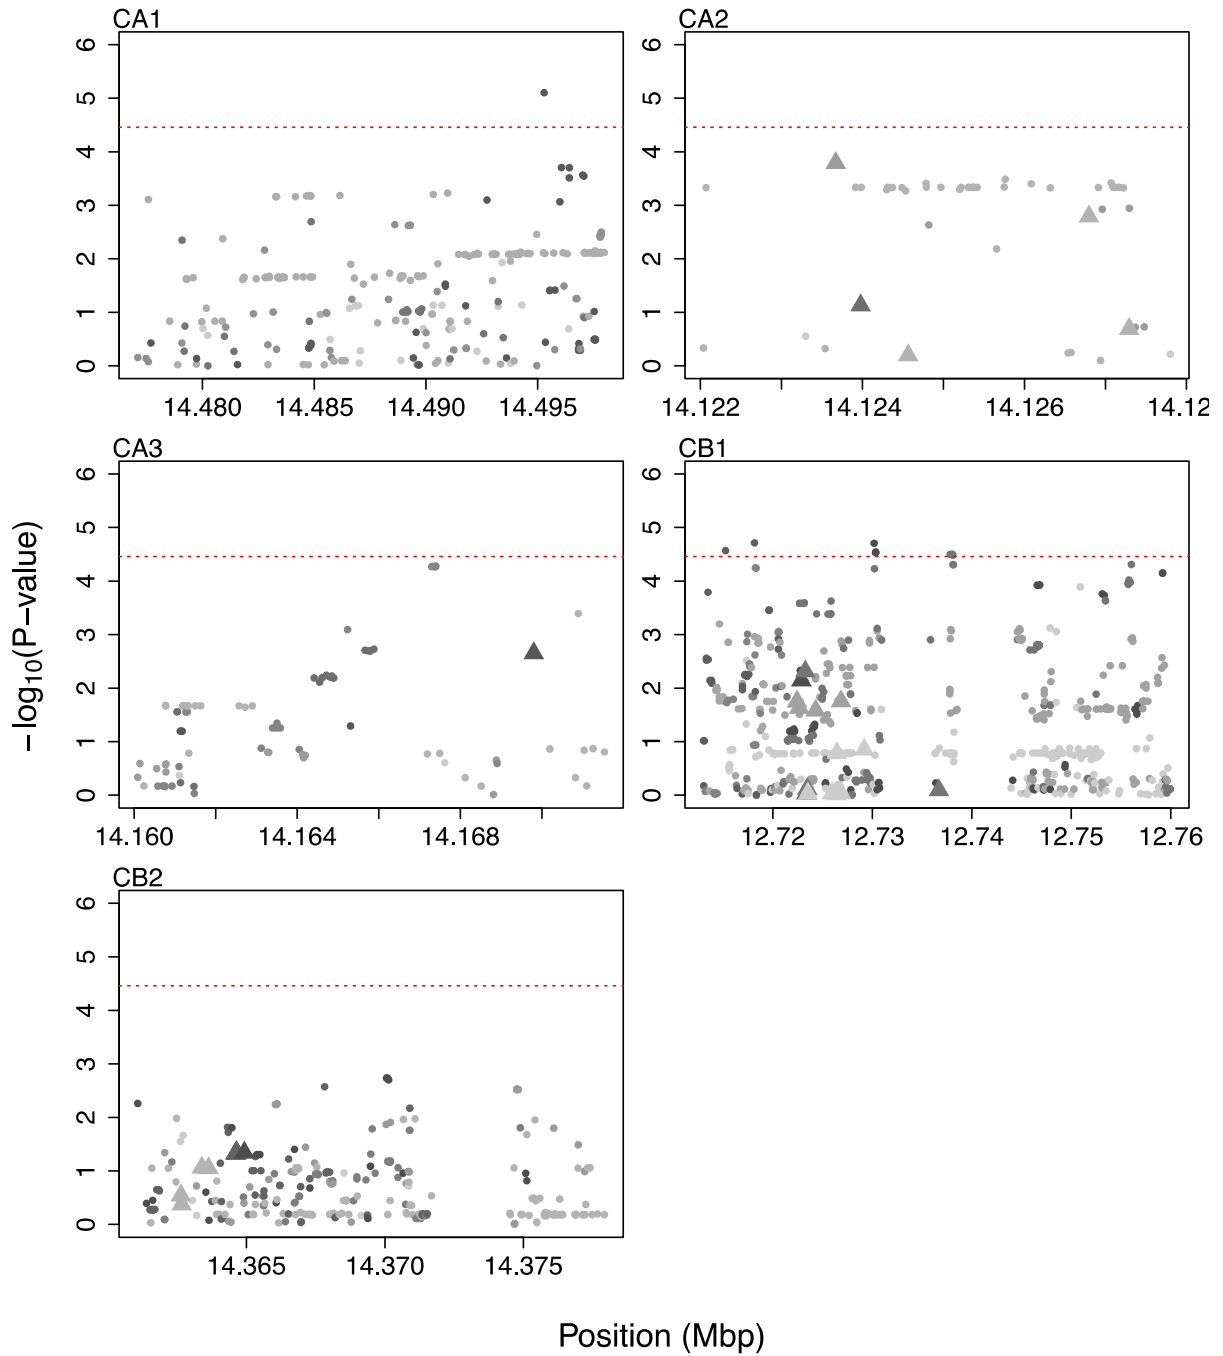 CA1
CA2
0 1 2 3 4 5 6
14.480 14.485 14.490 14.495
0 1 2 3 4 5 6
14.122 14.124 14.126 14.12
CA3
CB1
0 1 2 3 4 5 6
14.160 14.164 14.168
0 1 2 3 4 5 6
12.72 12.73 12.74 12.75 12.76
−log10(P−value)
CB2
0 1 2 3 4 5 6
14.365 14.370 14.375
Position (Mbp)